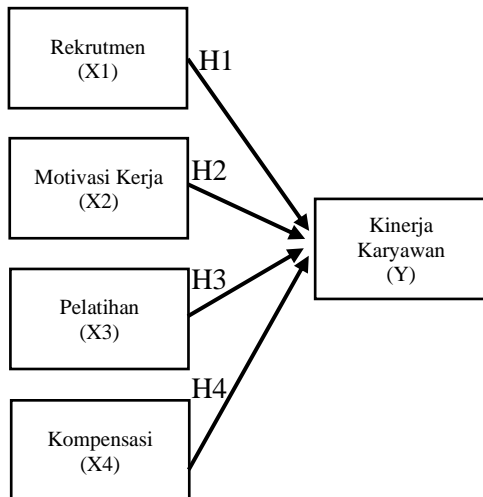 Rekrutmen
(X1)
H1
Motivasi Kerja
(X2)
H2
Kinerja
Karyawan
(Y)
Pelatihan
(X3)
H3
Kompensasi
(X4)
H4